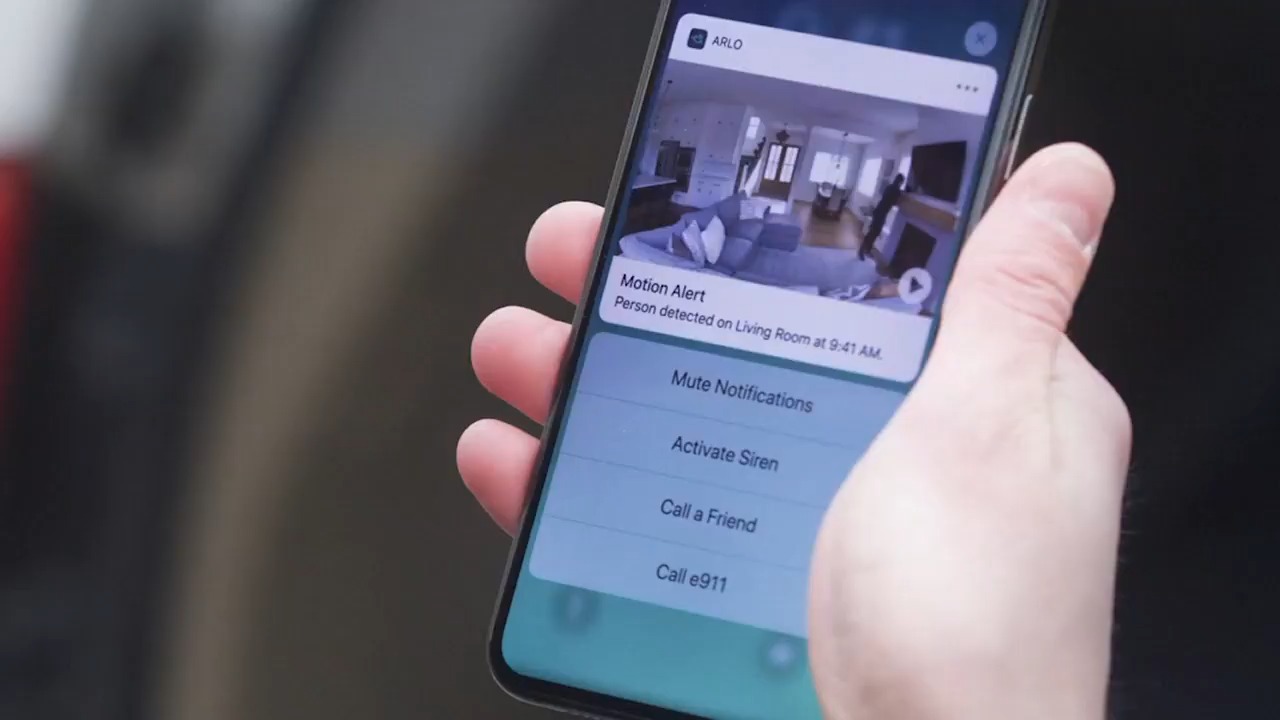 ARLO
Motion Alert
Person detected on Living Room at 9:41 AM.
Mute Notifications
Activate Siren
Call a Friend
Call e911